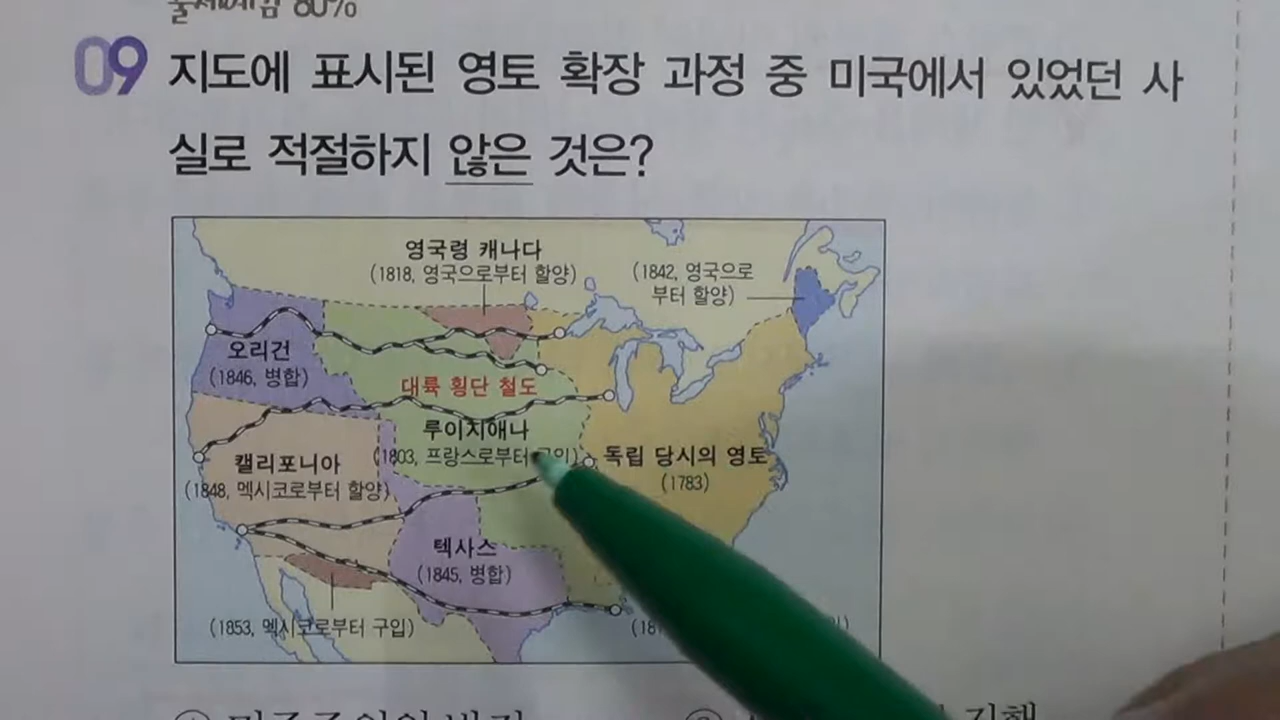 80%
09 지도에 표시된 영토 확장 과정 중 미국에서 있었던 사
실로 적절하지 않은 것은?
영국령 캐나다
(1818, 영국으로부터 할양)
(1842, 영국으로
부터 할양)
오리건
(1846, 병합)
대륙 횡단 철도
루이지애나
(1803, 프랑스로부터 구입)
독립 당시의 영토
(1783)
캘리포니아
(1848, 멕시코로부터 할양)
텍사스
(1845, 병합)
(1853, 멕시코로부터 구입)